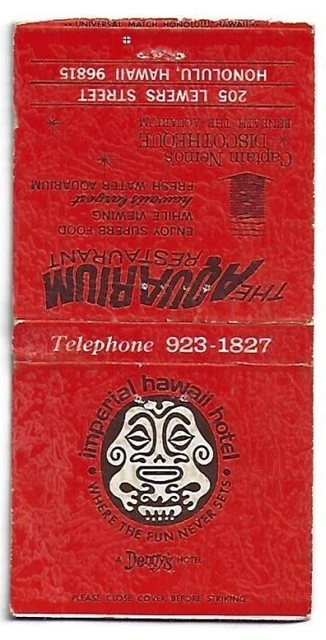 UNIVERSAL MATCH HONOLULU, HAWAII
THE AQUARIUM
RESTAURANT
ENJOY SUPERB FOOD
WHILE VIEWING
hawaii's largest
FRESH WATER AQUARIUM
Captain Nemo's
DISCOTHEQUE
BENEATH THE AQUARIUM
205 LEWERS STREET
HONOLULU, HAWAII 96815
Telephone 923-1827
imperial hawaii hotel
• WHERE THE FUN NEVER SETS •
A Denny's HOTEL
PLEASE CLOSE COVER BEFORE STRIKING